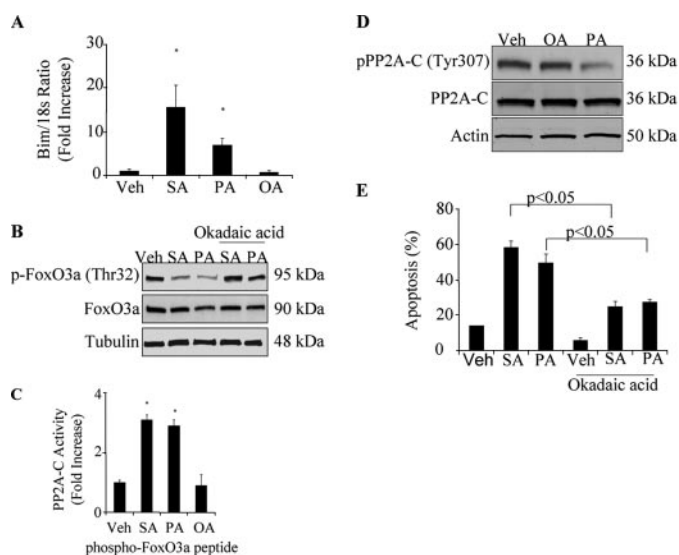 A
Bim/18s Ratio
(Fold Increase)
30
20
10
0
*
*
Veh SA PA OA
B
Okadaic acid
Veh SA PA SA PA
p-FoxO3a (Thr32) 95 kDa
FoxO3a 90 kDa
Tubulin 48 kDa
C
PP2A-C Activity
(Fold Increase)
4
2
0
*
*
Veh SA PA OA
phospho-FoxO3a peptide
D
Veh OA PA
pPP2A-C (Tyr307) 36 kDa
PP2A-C 36 kDa
Actin 50 kDa
E
Apoptosis (%)
80
60
40
20
0
p<0.05
p<0.05
Veh SA PA Veh SA PA
Okadaic acid